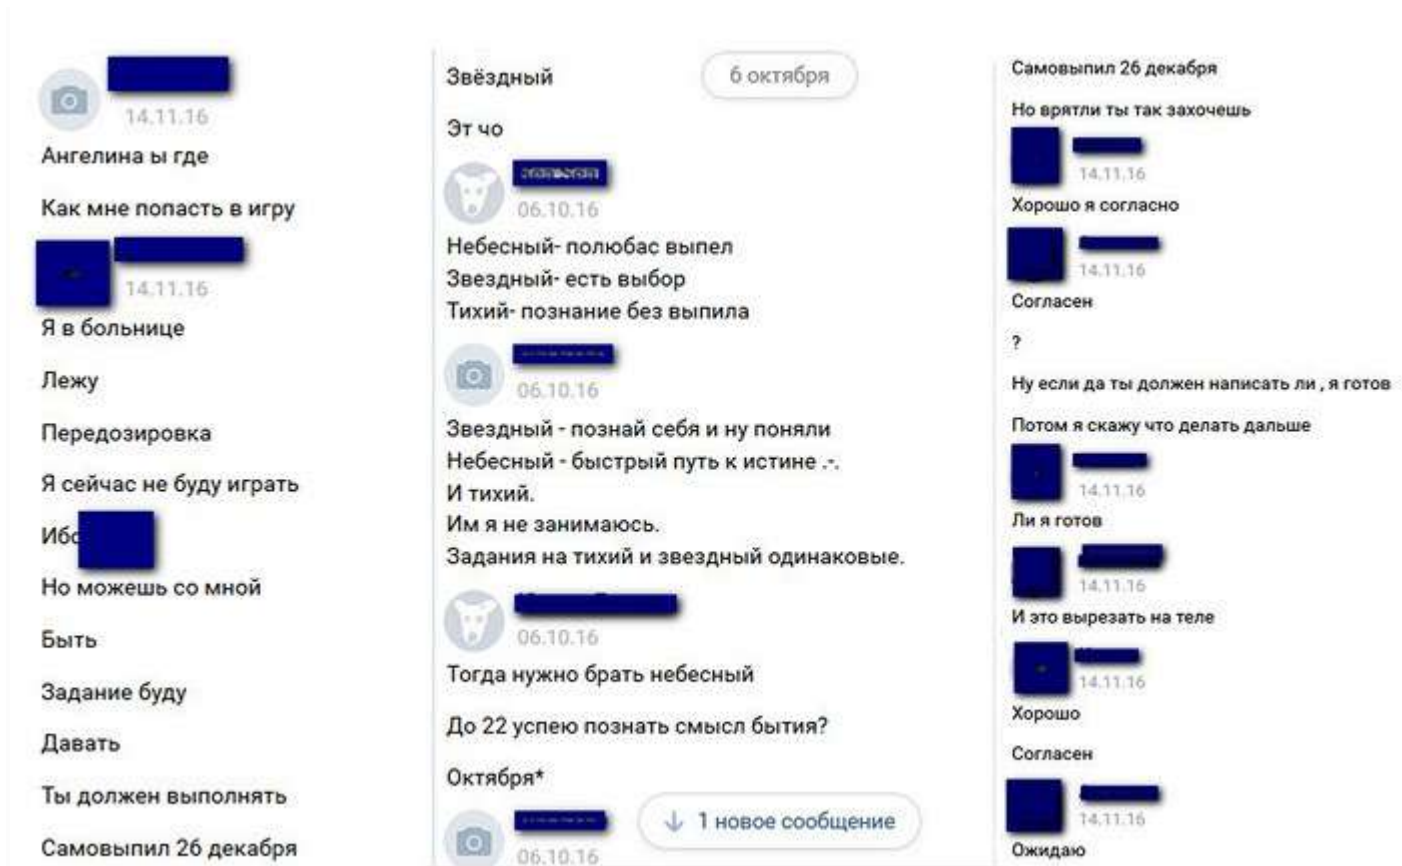 14.11.16
Ангелина ы где
Как мне попасть в игру
14.11.16
Я в больнице
Лежу
Передозировка
Я сейчас не буду играть
Но можешь со мной
Быть
Задание буду
Давать
Ты должен выполнять
Самовыпил 26 декабря
6 октября
Звёздный
Эт чо
06.10.16
Небесный- полюбас выпел
Звездный- есть выбор
Тихий- познание без выпила
06.10.16
Звездный - познай себя и ну поняли
Небесный - быстрый путь к истине .-.
И тихий.
Им я не занимаюсь.
Задания на тихий и звездный одинаковые.
06.10.16
Тогда нужно брать небесный
До 22 успею познать смысл бытия?
Октября*
1 новое сообщение
06.10.16
Самовыпил 26 декабря
Но врятли ты так захочешь
14.11.16
Хорошо я согласно
14.11.16
Согласен
?
Ну если да ты должен написать ли , я готов
Потом я скажу что делать дальше
14.11.16
Ли я готов
14.11.16
И это вырезать на теле
14.11.16
Хорошо
Согласен
14.11.16
Ожидаю